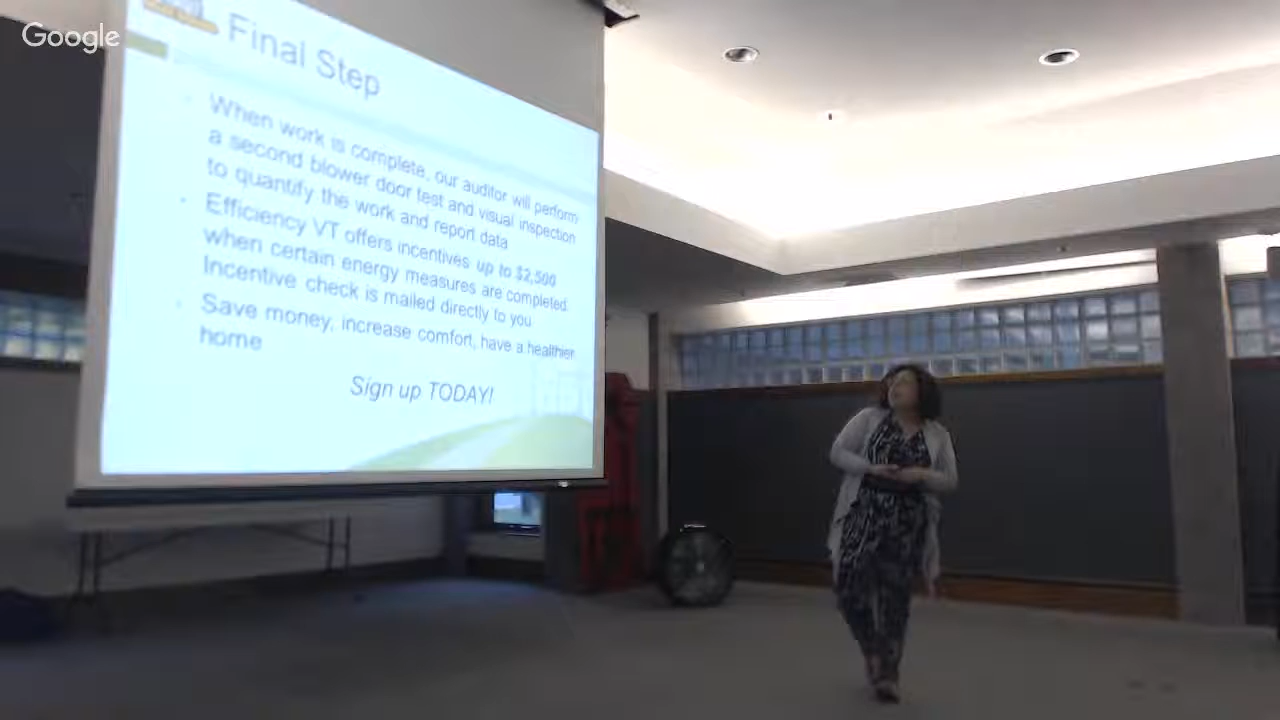 Google
Final Step
When work is complete, our auditor will perform
a second blower door test and visual inspection
to quantify the work and report data
Efficiency VT offers incentives up to $2,500
when certain energy measures are completed.
Incentive check is mailed directly to you
Save money, increase comfort, have a healthier
home
Sign up TODAY!